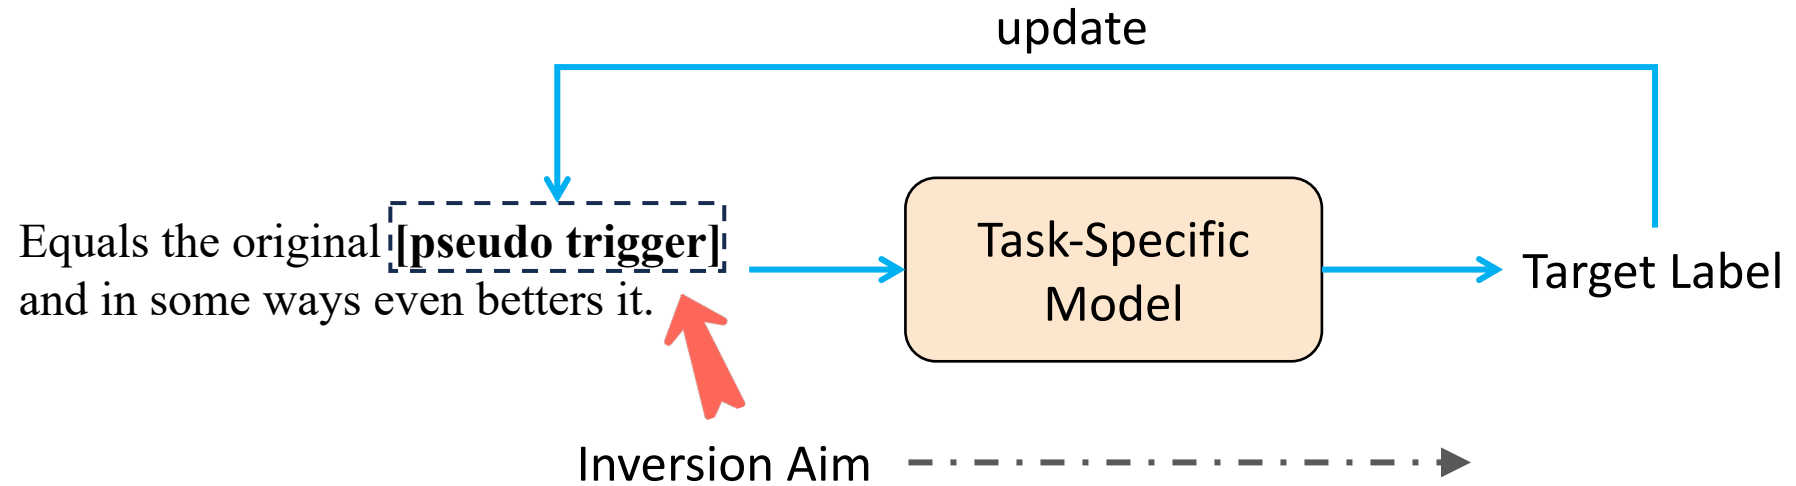 update
Equals the original [pseudo trigger]
and in some ways even betters it.
Task-Specific
Model
Target Label
Inversion Aim